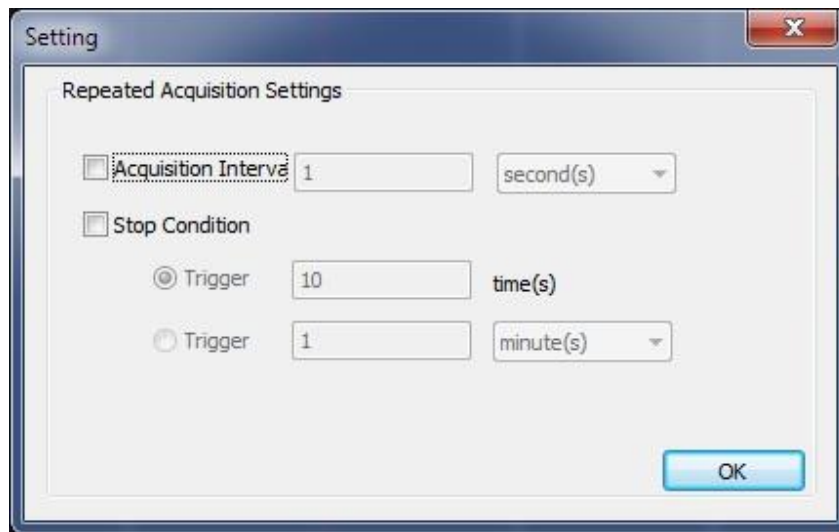 Setting
Repeated Acquisition Settings
Acquisition Interva 1 second(s)
Stop Condition
Trigger 10 time(s)
Trigger 1 minute(s)
OK